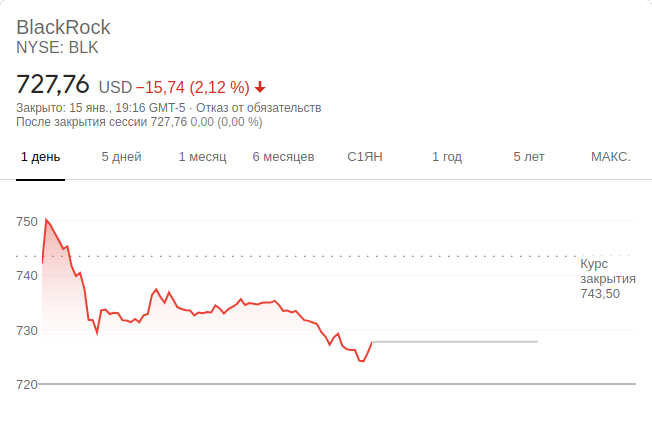 BlackRock
NYSE: BLK
727,76 USD −15,74 (2,12 %)
Закрыто: 15 янв., 19:16 GMT-5 · Отказ от обязательств
После закрытия сессии 727,76 0,00 (0,00 %)
1 день 5 дней 1 месяц 6 месяцев С1ЯН 1 год 5 лет МАКС.
750
740
730
720
Курс
закрытия
743,50